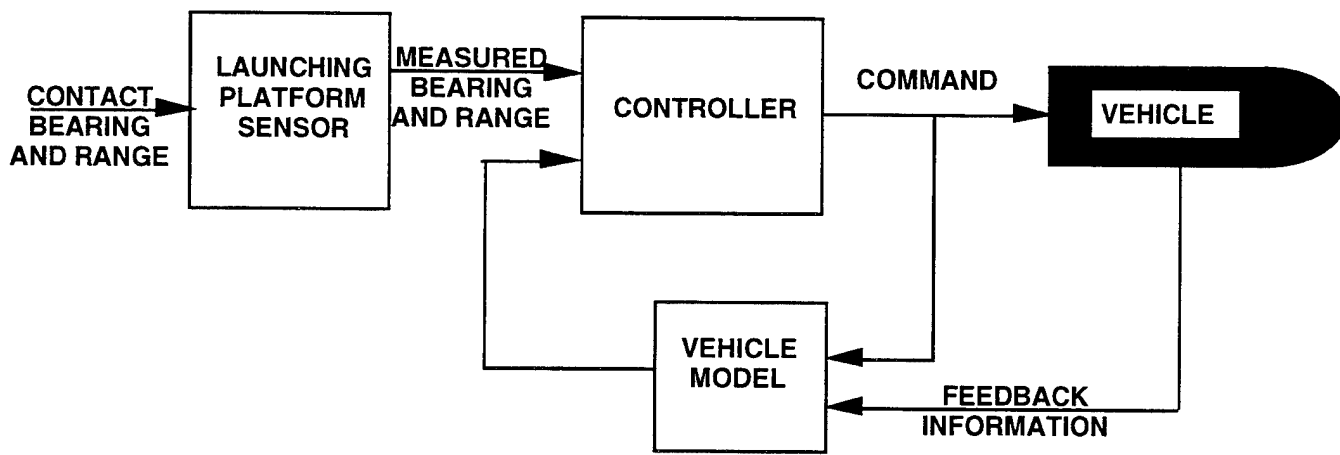 CONTACT
BEARING
AND RANGE
LAUNCHING
PLATFORM
SENSOR
MEASURED
BEARING
AND RANGE
CONTROLLER
COMMAND
VEHICLE
VEHICLE
MODEL
FEEDBACK
INFORMATION